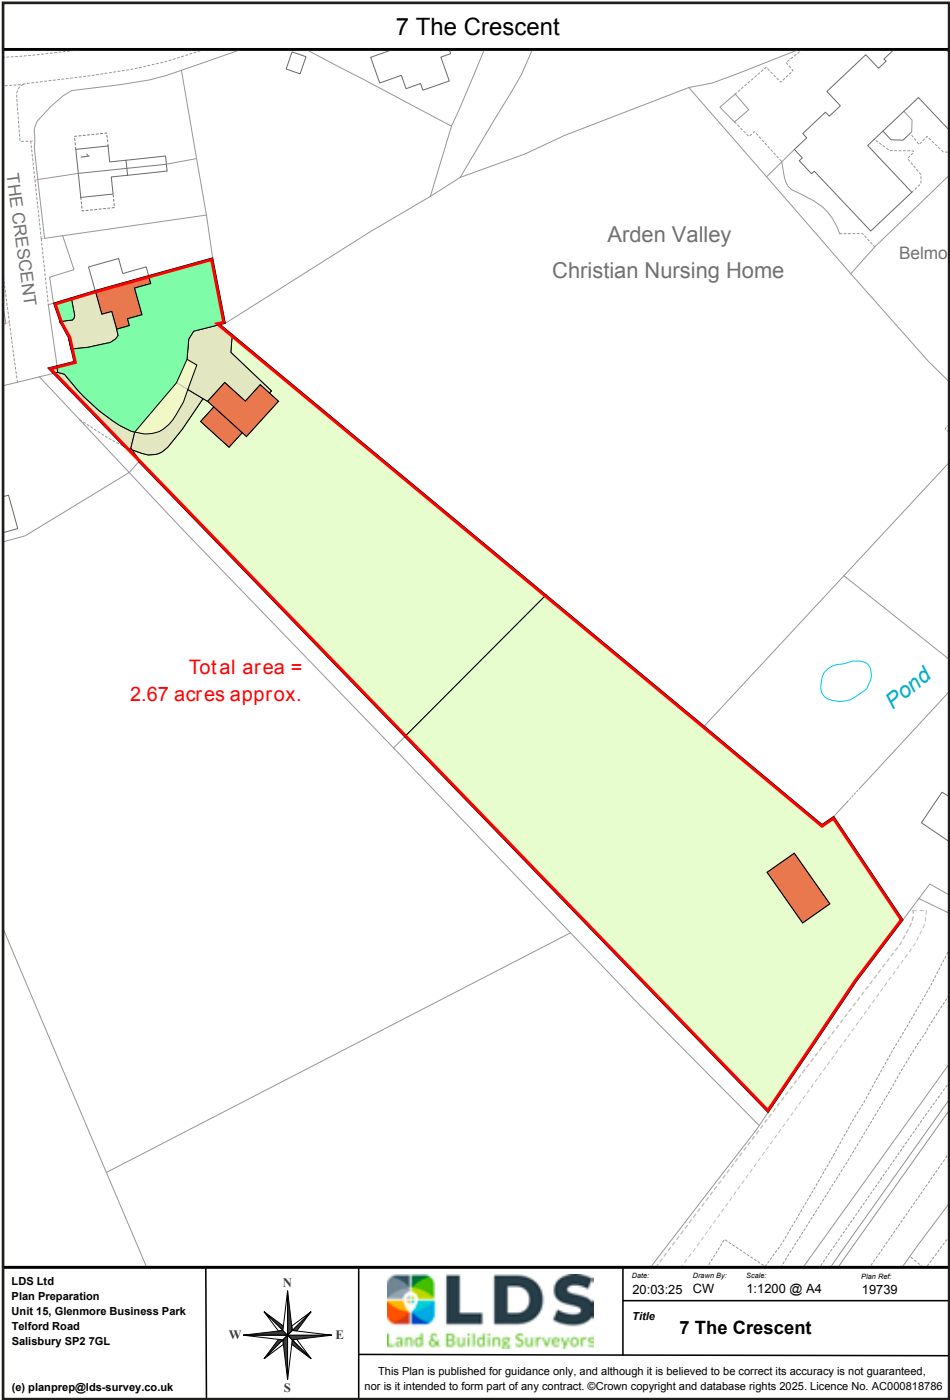 7 The Crescent
1
THE CRESCENT
Arden Valley
Christian Nursing Home
Belmo
Total area =
2.67 acres approx.
Pond
LDS Ltd
Plan Preparation
Unit 15, Glenmore Business Park
Telford Road
Salisbury SP2 7GL
(e) planprep@lds-survey.co.uk
N
W E
S
LDS
Land & Building Surveyors
Date: Drawn By: Scale: Plan Ref:
20:03:25 CW 1:1200 @ A4 19739
Title 7 The Crescent
This Plan is published for guidance only, and although it is believed to be correct its accuracy is not guaranteed,
nor is it intended to form part of any contract. ©Crown copyright and database rights 2025. Licence No. AC000818786